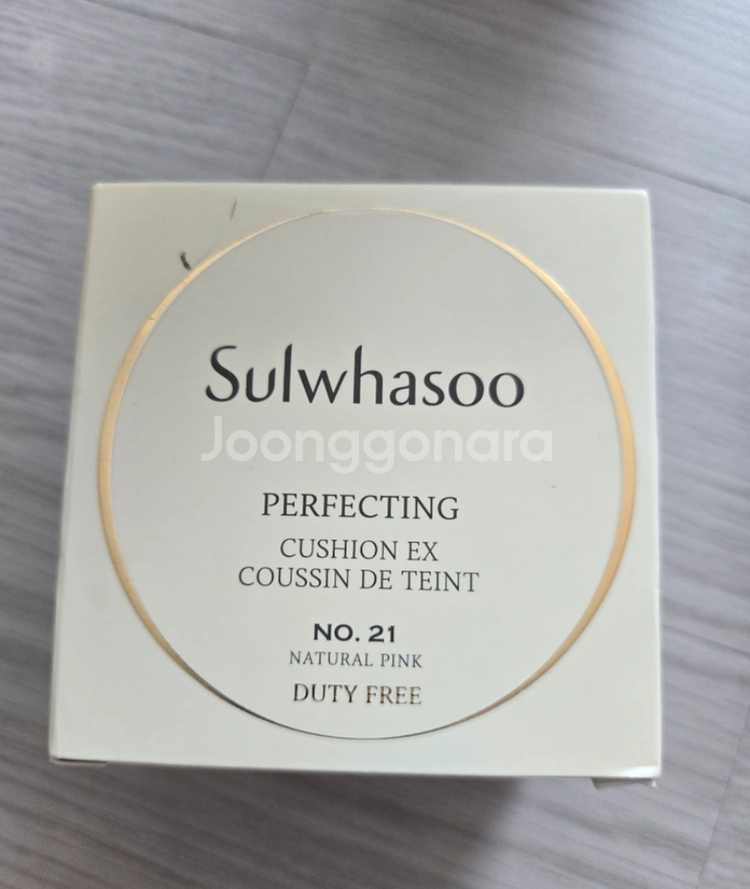 Sulwhasoo
Joonggonara
PERFECTING
CUSHION EX
COUSSIN DE TEINT
NO. 21
NATURAL PINK
DUTY FREE